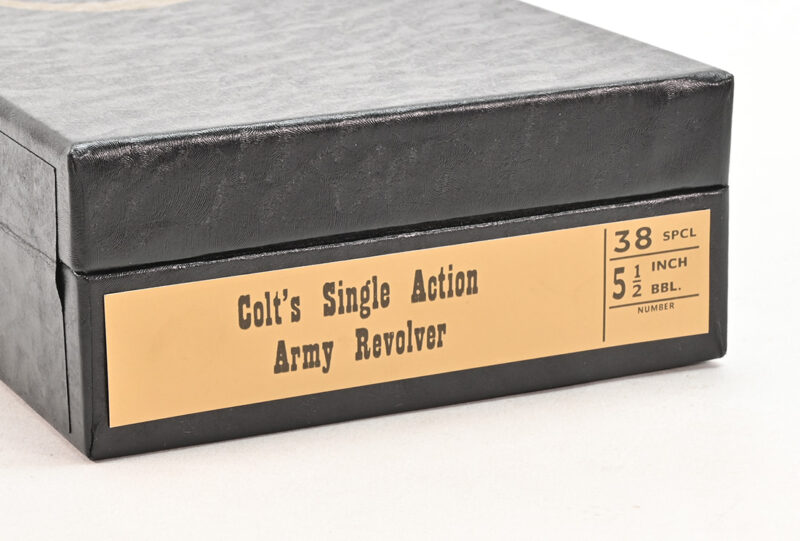 Colt's Single Action
Army Revolver
38 SPCL
5 1/2 INCH
BBL.
NUMBER